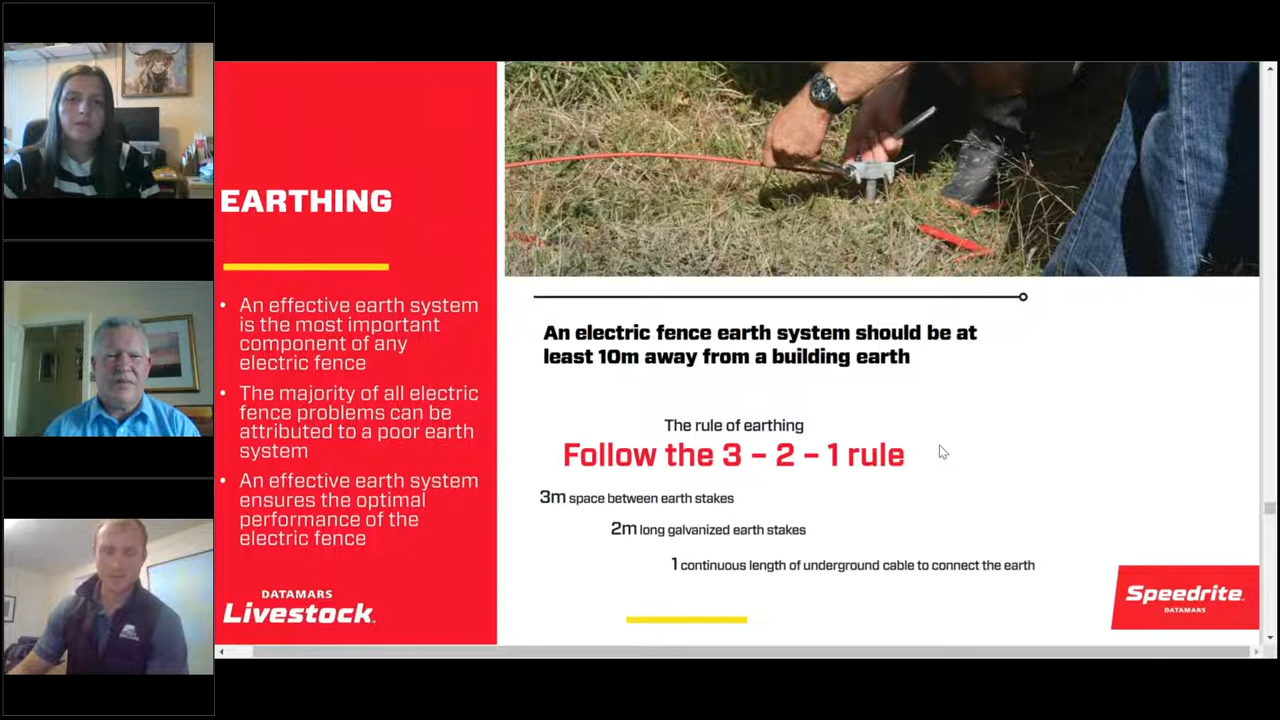 EARTHING
• An effective earth system
is the most important
component of any
electric fence
• The majority of all electric
fence problems can be
attributed to a poor earth
system
• An effective earth system
ensures the optimal
performance of the
electric fence
DATAMARS
Livestock™
An electric fence earth system should be at
least 10m away from a building earth
The rule of earthing
Follow the 3 – 2 – 1 rule
3m space between earth stakes
2m long galvanized earth stakes
1 continuous length of underground cable to connect the earth
Speedrite™
DATAMARS